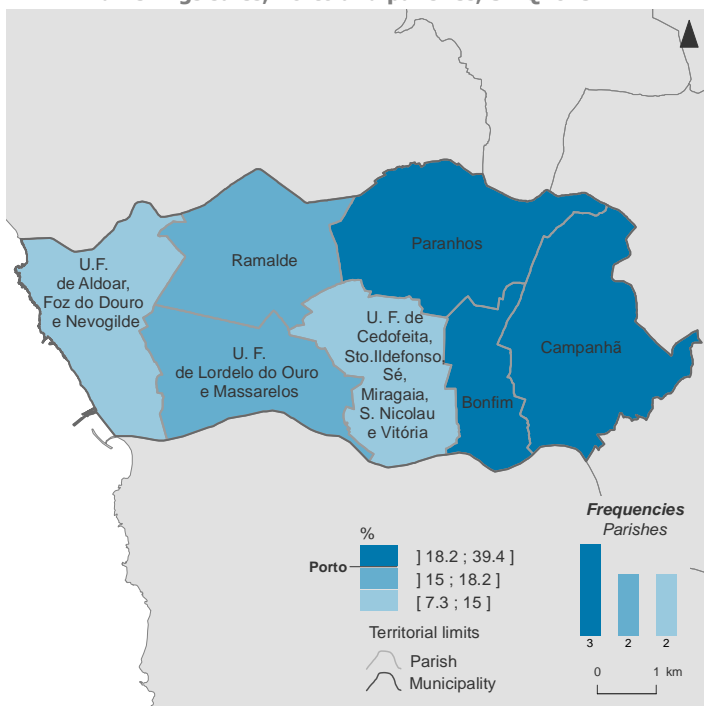 U.F.
de Aldoar,
Foz do Douro
e Nevogilde
Ramalde
Paranhos
U. F.
de Lordelo do Ouro
e Massarelos
U. F. de
Cedofeita,
Sto.Ildefonso,
Sé,
Miragaia,
S. Nicolau
e Vitória
Bonfim
Campanhã
%
Porto
] 18.2 ; 39.4 ]
] 15 ; 18.2 ]
[ 7.3 ; 15 ]
Territorial limits
Parish
Municipality
Frequencies
Parishes
3 2 2
0 1 km